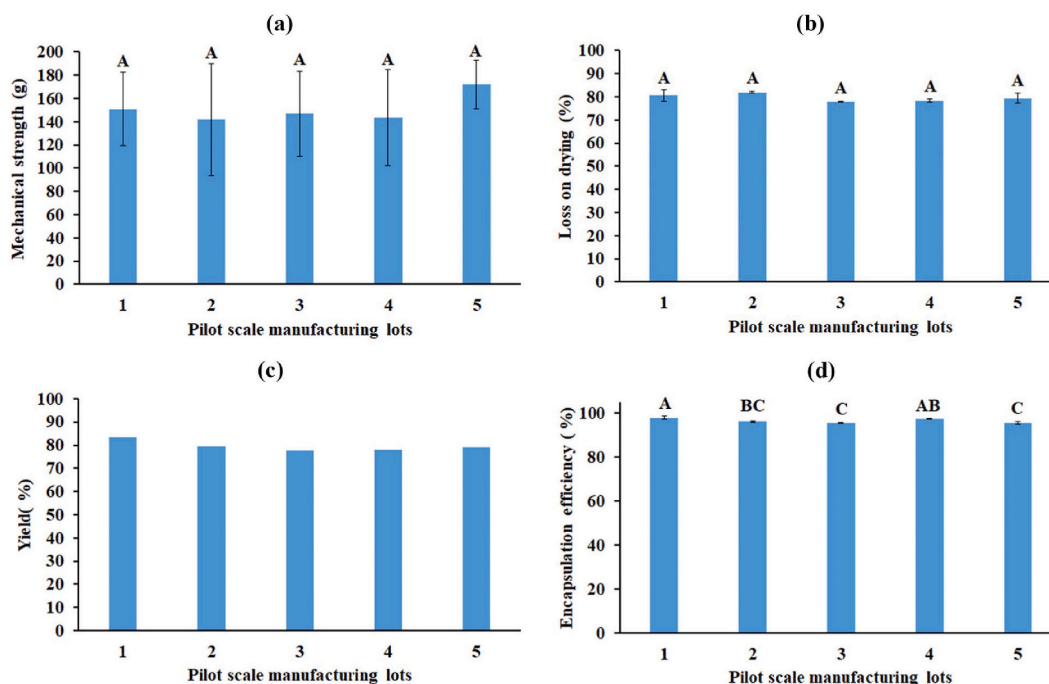 (a)
Mechanical strength (g)
200
180
160
140
120
100
80
60
40
20
0
A A A A A
1 2 3 4 5
Pilot scale manufacturing lots
(b)
Loss on drying (%)
100
90
80
70
60
50
40
30
20
10
0
A A A A A
1 2 3 4 5
Pilot scale manufacturing lots
(c)
Yield( %)
100
90
80
70
60
50
40
30
20
10
0
1 2 3 4 5
Pilot scale manufacturing lots
(d)
Encapsulation efficiency ( %)
100
80
60
40
20
0
A BC C AB C
1 2 3 4 5
Pilot scale manufacturing lots